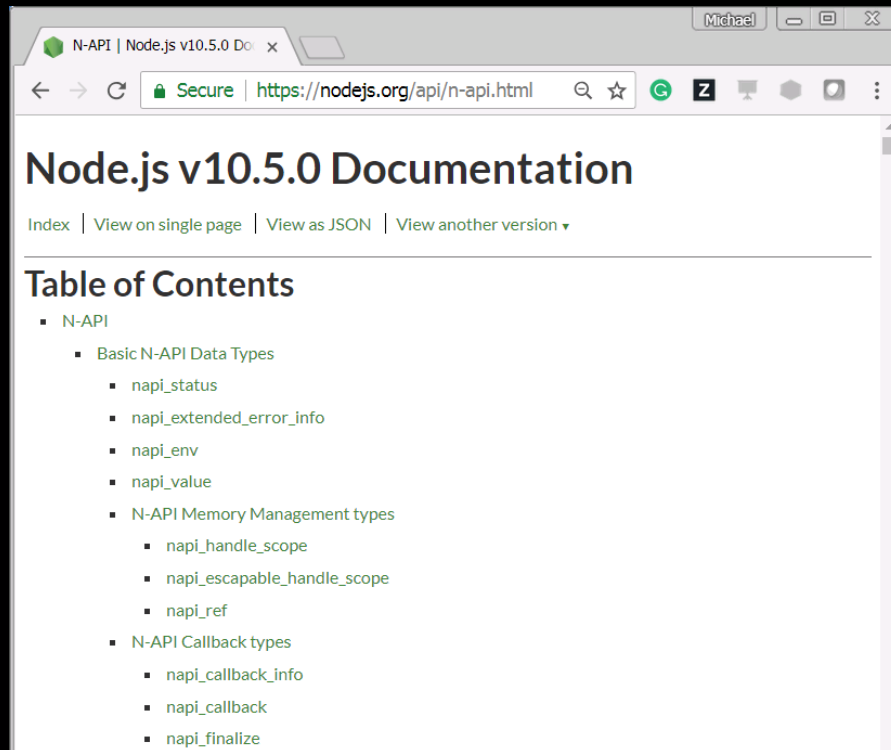 Michael
N-API | Node.js v10.5.0 Do
Secure https://nodejs.org/api/n-api.html
Node.js v10.5.0 Documentation
Index View on single page View as JSON View another version ▾
Table of Contents
N-API
Basic N-API Data Types
napi_status
napi_extended_error_info
napi_env
napi_value
N-API Memory Management types
napi_handle_scope
napi_escapable_handle_scope
napi_ref
N-API Callback types
napi_callback_info
napi_callback
napi_finalize